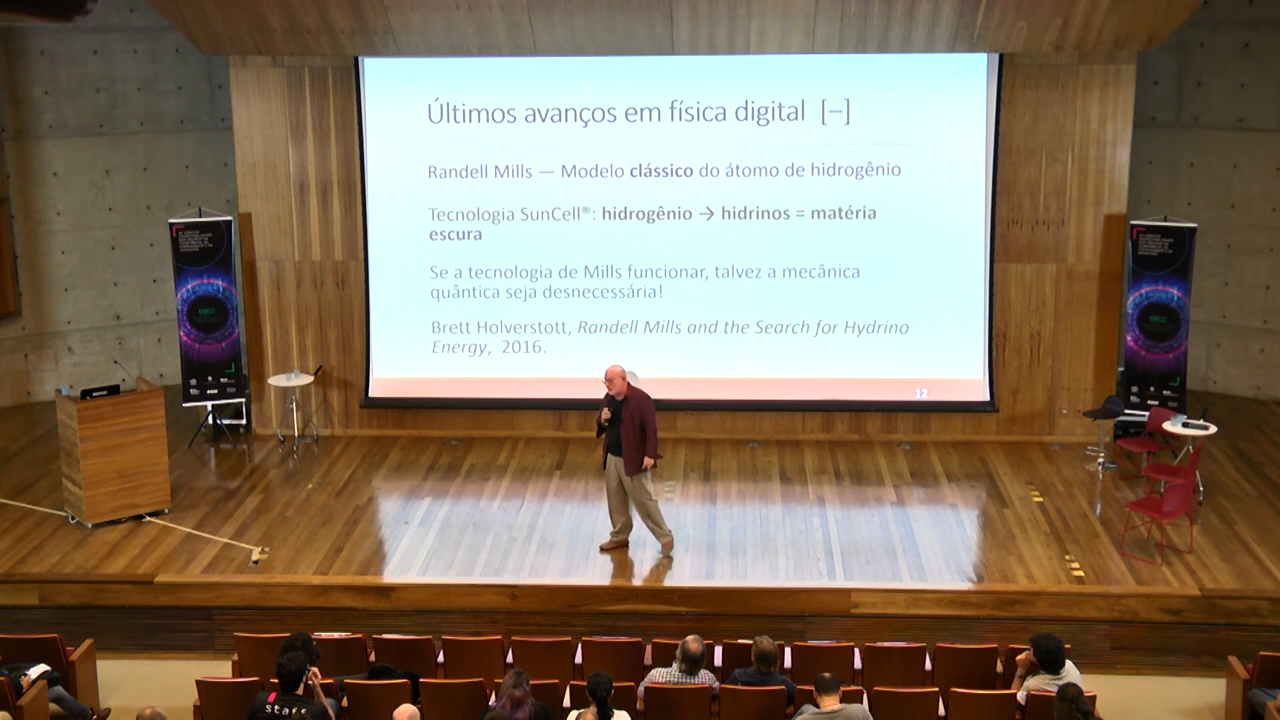 Últimos avanços em física digital [–]
Randell Mills — Modelo clássico do átomo de hidrogênio
Tecnologia SunCell®: hidrogênio → hidrinos = matéria
escura
Se a tecnologia de Mills funcionar, talvez a mecânica
quântica seja desnecessária!
Brett Holverstott, Randell Mills and the Search for Hydrino
Energy, 2016.
12
staff